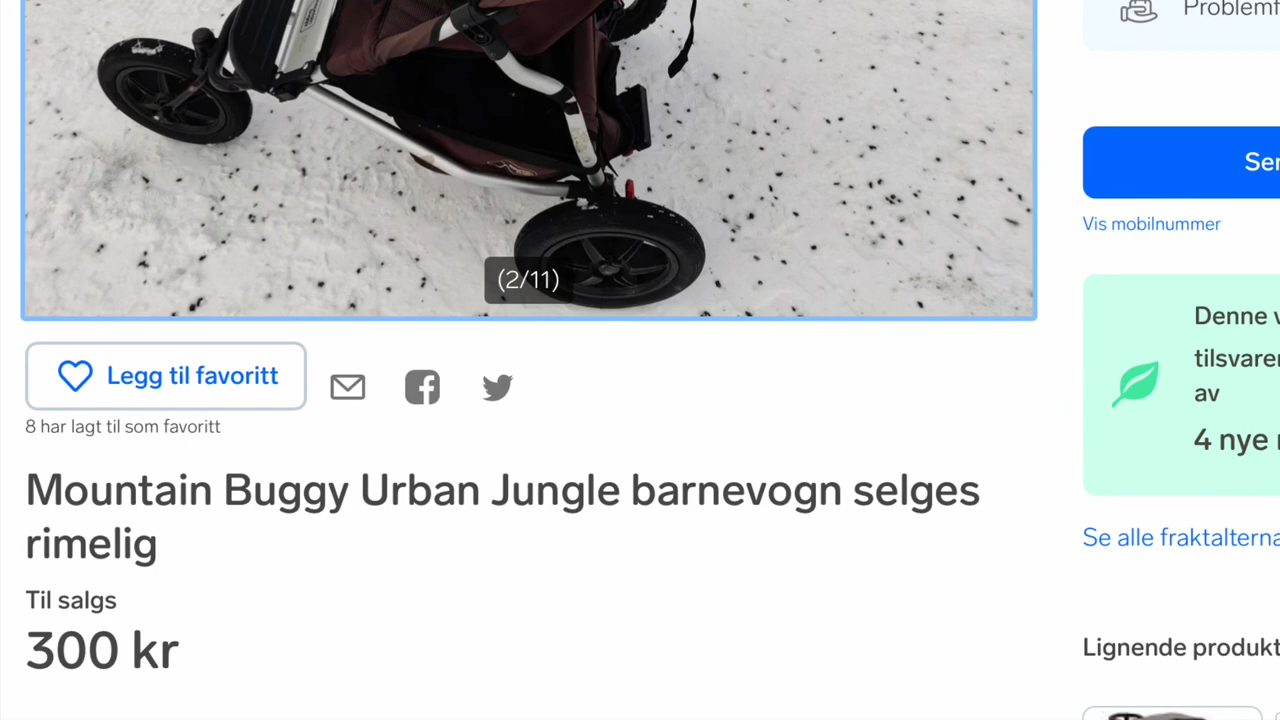 Problemf
(2/11)
Ser
Vis mobilnummer
Legg til favoritt
8 har lagt til som favoritt
Denne v
tilsvarer
av
4 nye
Mountain Buggy Urban Jungle barnevogn selges
rimelig
Se alle fraktalterna
Til salgs
300 kr
Lignende produkt